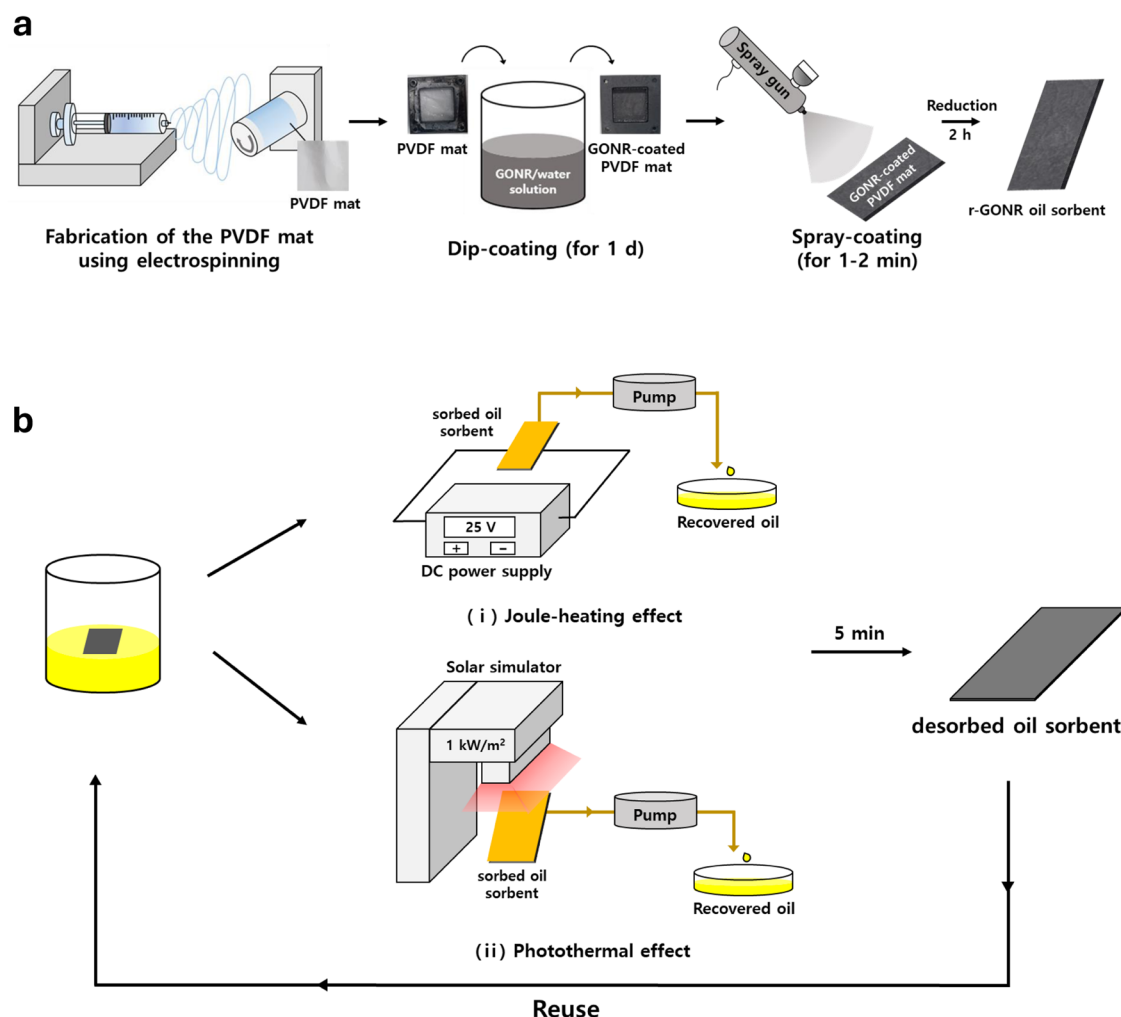 a
PVDF mat
Fabrication of the PVDF mat
using electrospinning
PVDF mat
GONR/water
solution
GONR-coated
PVDF mat
Dip-coating (for 1 d)
Spray gun
GONR-coated
PVDF mat
Spray-coating
(for 1-2 min)
Reduction
2 h
r-GONR oil sorbent
b
sorbed oil
sorbent
Pump
25 V
+ −
DC power supply
Recovered oil
( i ) Joule-heating effect
Solar simulator
1 kW/m²
sorbed oil
sorbent
Pump
Recovered oil
(ii) Photothermal effect
5 min
desorbed oil sorbent
Reuse